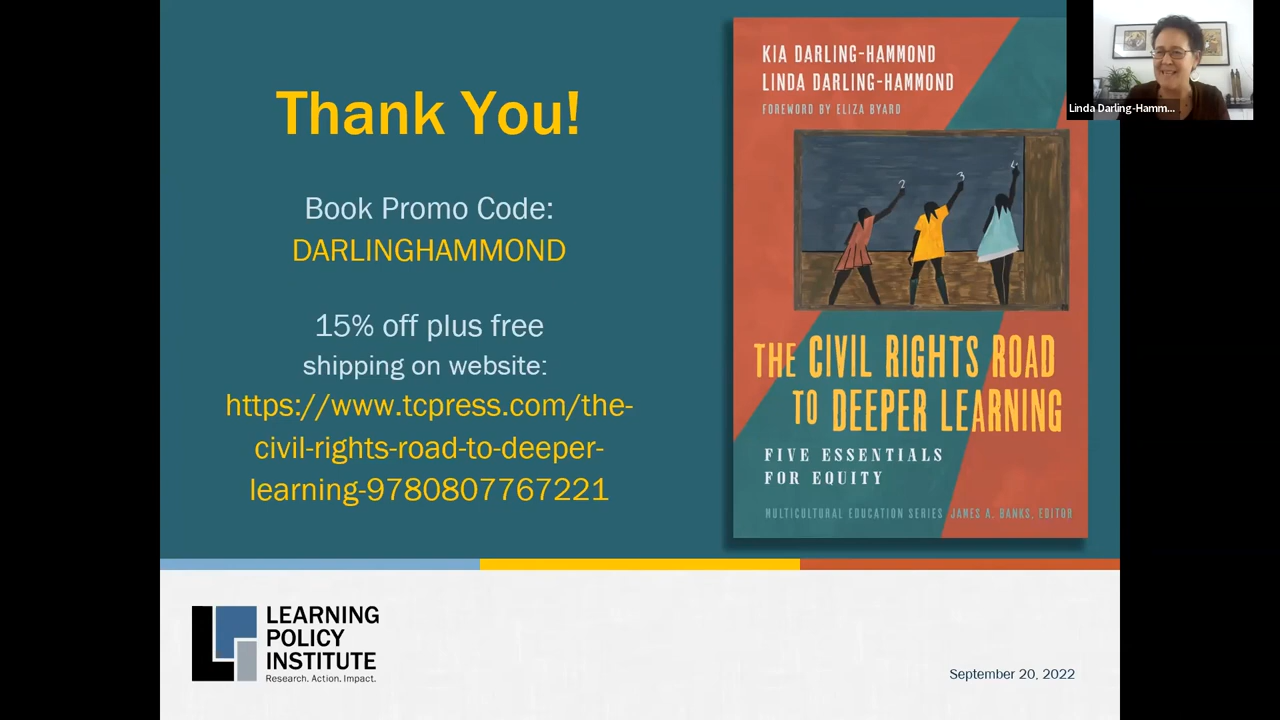 Thank You!
Book Promo Code:
DARLINGHAMMOND
15% off plus free
shipping on website:
https://www.tcpress.com/the-
civil-rights-road-to-deeper-
learning-9780807767221
KIA DARLING-HAMMOND
LINDA DARLING-HAMMOND
FOREWORD BY ELIZA BYARD
2
3
4
THE CIVIL RIGHTS ROAD
TO DEEPER LEARNING
FIVE ESSENTIALS
FOR EQUITY
MULTICULTURAL EDUCATION SERIES JAMES A. BANKS, EDITOR
Linda Darling-Hamm...
LEARNING
POLICY
INSTITUTE
Research. Action. Impact.
September 20, 2022